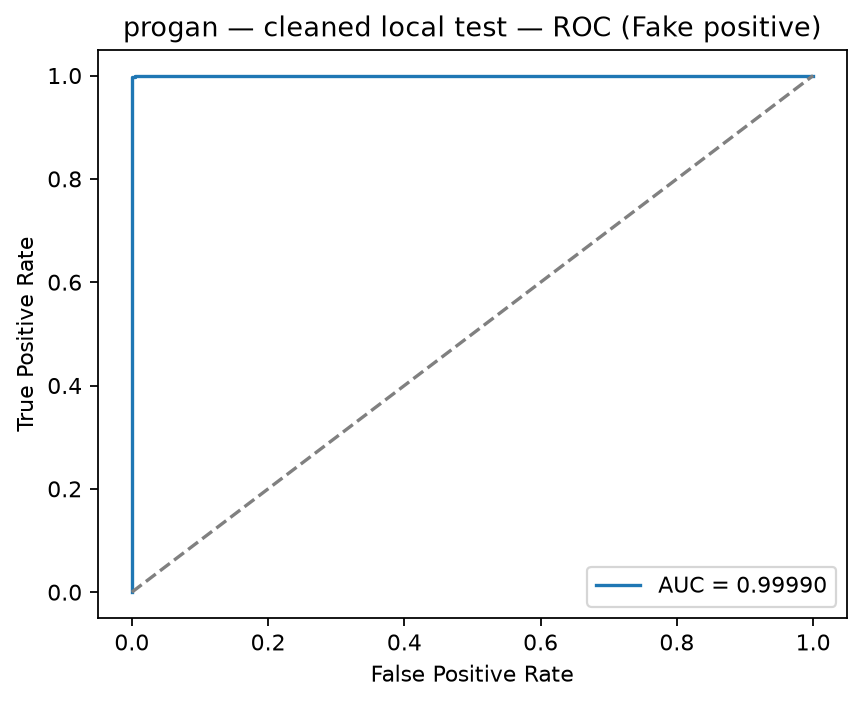 progan — cleaned local test — ROC (Fake positive)
1.0
0.8
0.6
0.4
0.2
0.0
True Positive Rate
AUC = 0.99990
0.0 0.2 0.4 0.6 0.8 1.0
False Positive Rate